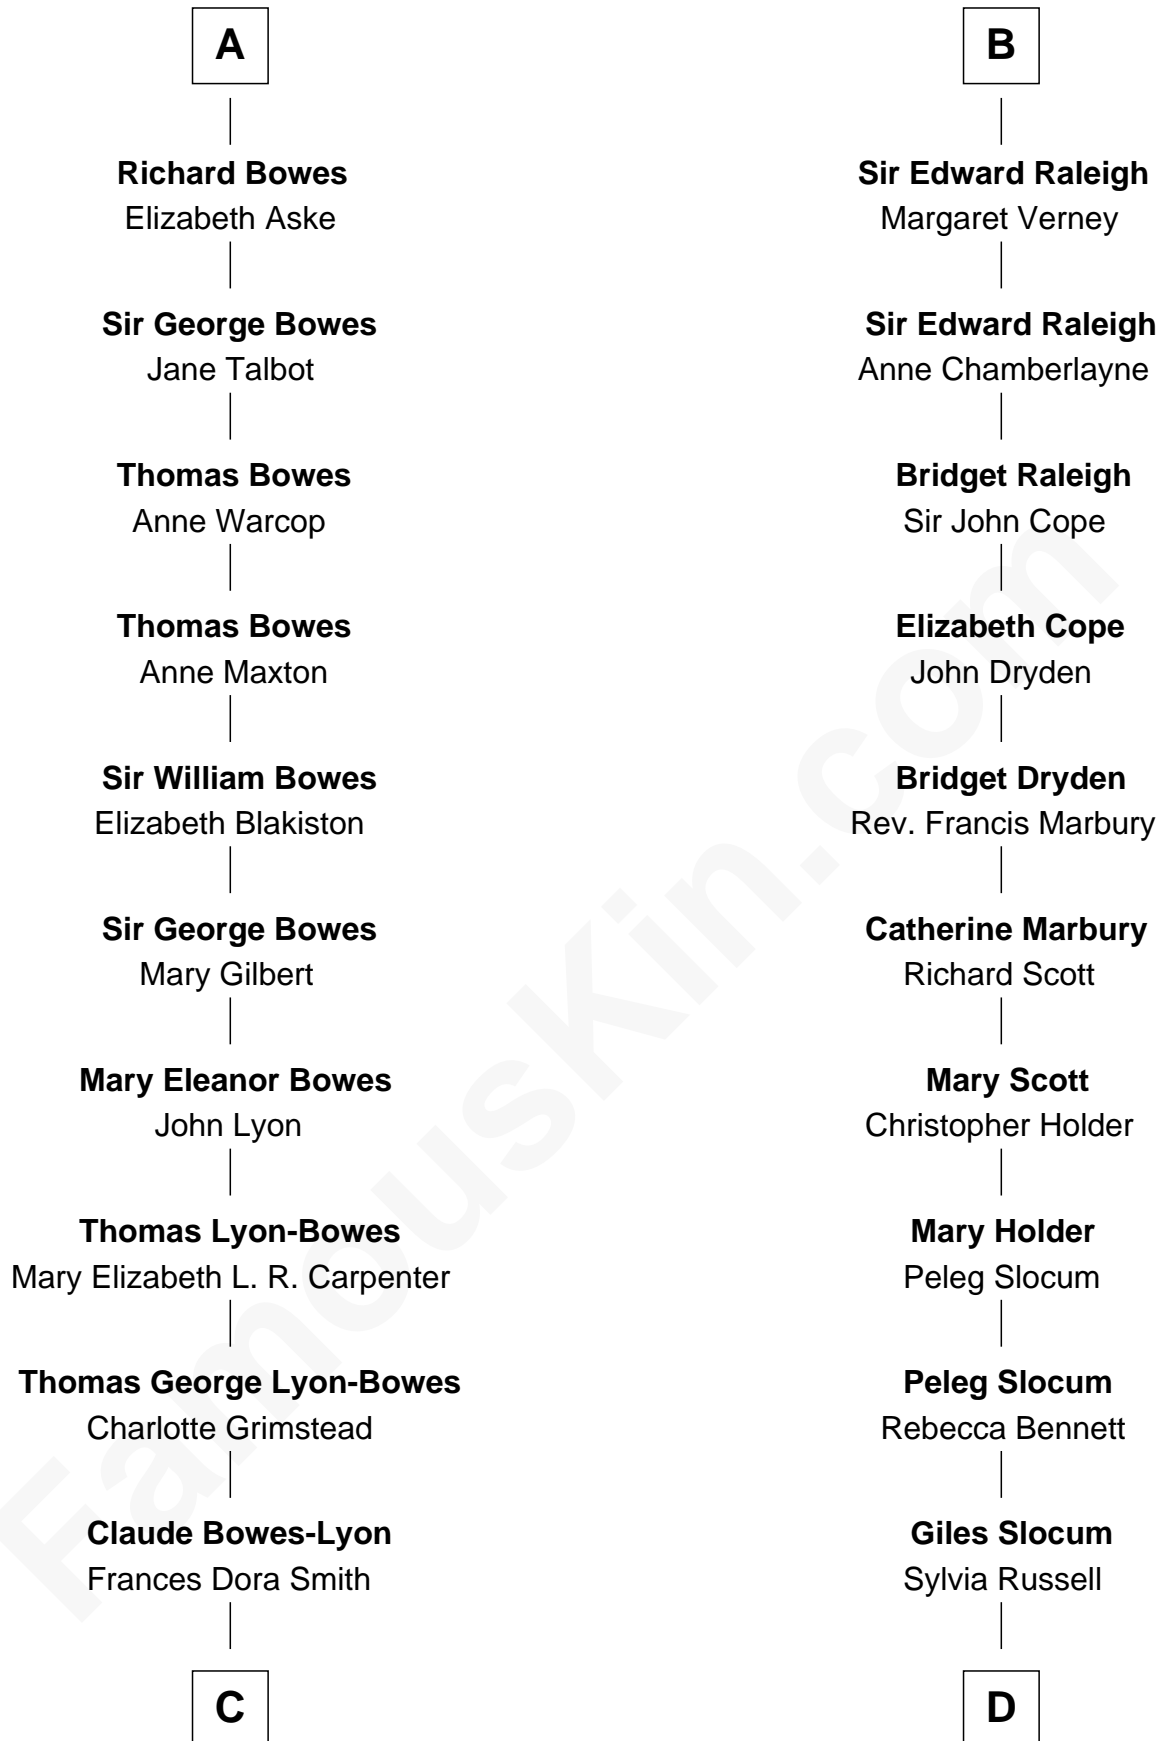 A
Richard Bowes
Elizabeth Aske
Sir George Bowes
Jane Talbot
Thomas Bowes
Anne Warcop
Thomas Bowes
Anne Maxton
Sir William Bowes
Elizabeth Blakiston
Sir George Bowes
Mary Gilbert
Mary Eleanor Bowes
John Lyon
Thomas Lyon-Bowes
Mary Elizabeth L. R. Carpenter
Thomas George Lyon-Bowes
Charlotte Grimstead
Claude Bowes-Lyon
Frances Dora Smith
C
B
Sir Edward Raleigh
Margaret Verney
Sir Edward Raleigh
Anne Chamberlayne
Bridget Raleigh
Sir John Cope
Elizabeth Cope
John Dryden
Bridget Dryden
Rev. Francis Marbury
Catherine Marbury
Richard Scott
Mary Scott
Christopher Holder
Mary Holder
Peleg Slocum
Peleg Slocum
Rebecca Bennett
Giles Slocum
Sylvia Russell
D
FamousKin.com